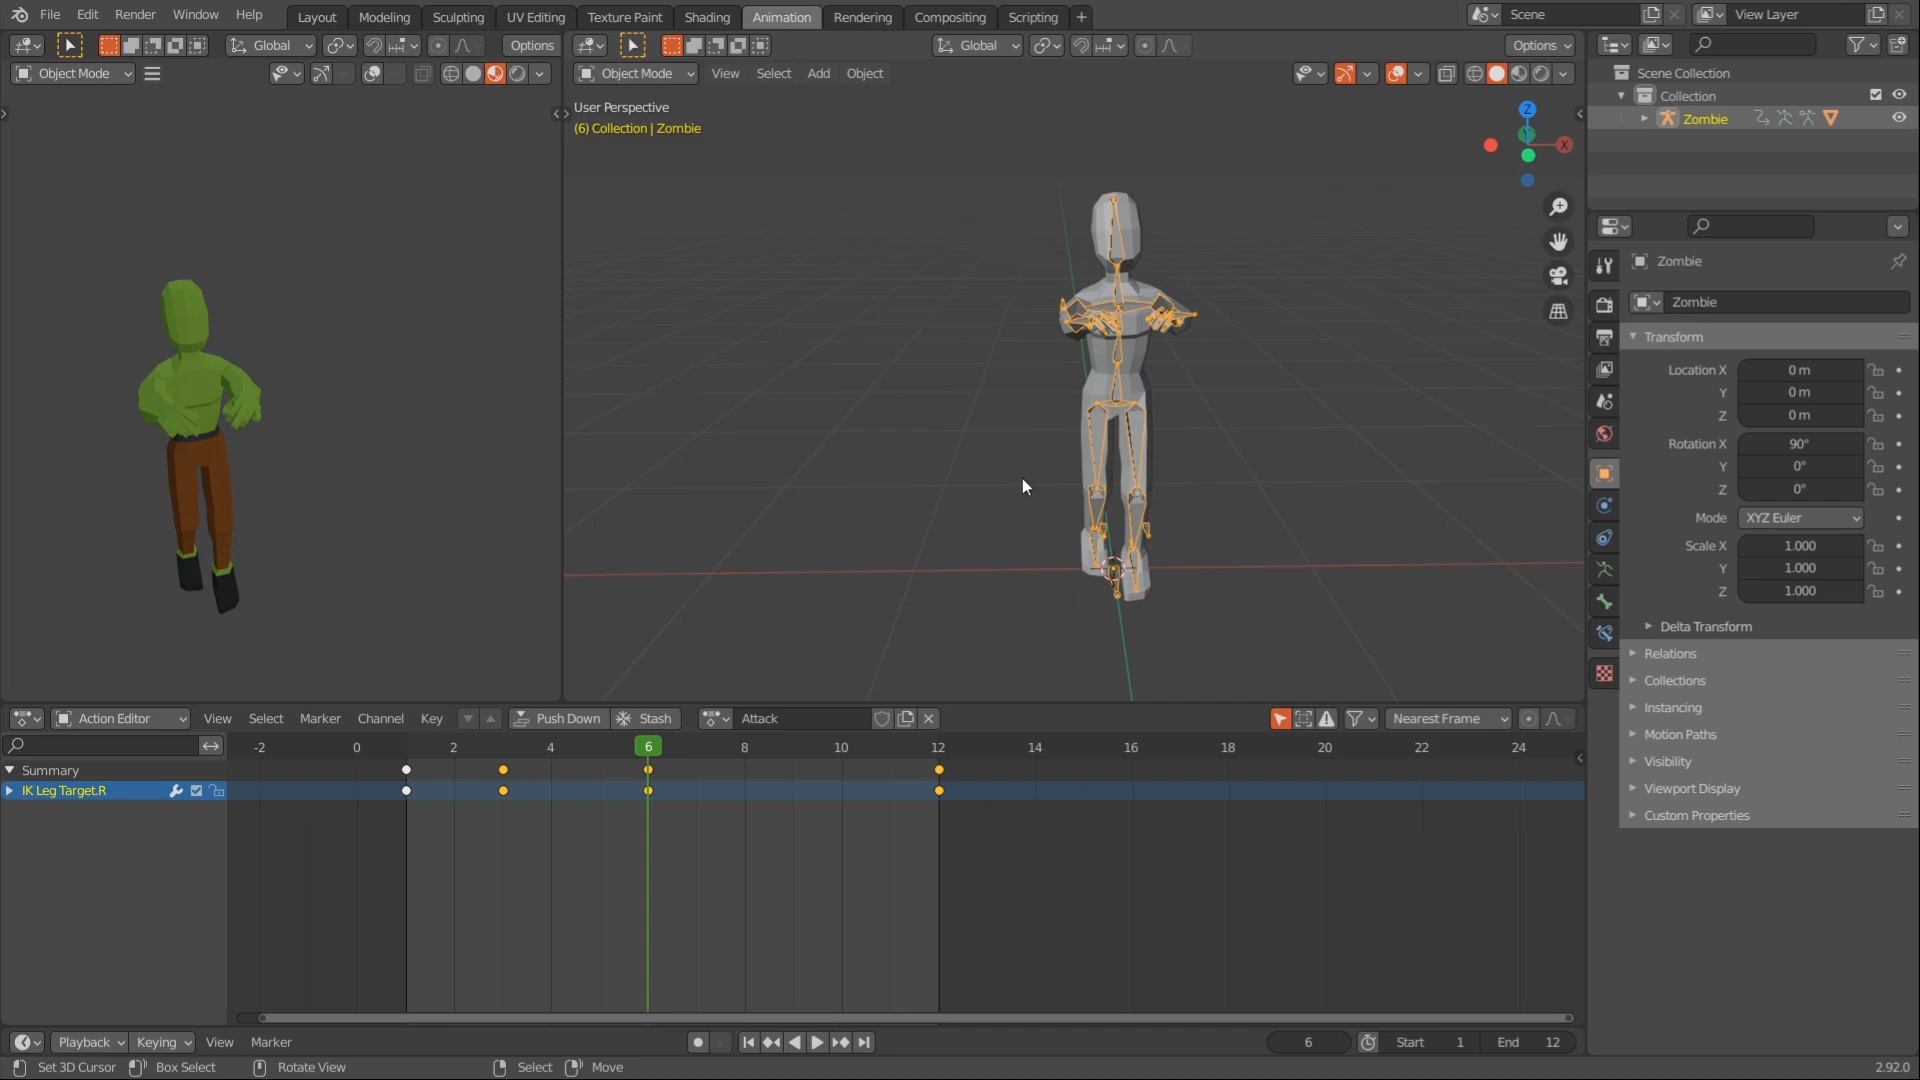 File Edit Render Window Help Layout Modeling Sculpting UV Editing Texture Paint Shading Animation Rendering Compositing Scripting + Scene View Layer
Global Options Global Options
Object Mode Object Mode View Select Add Object
User Perspective
(6) Collection | Zombie
Z
Y
X
Scene Collection
Collection
Zombie
Zombie
Zombie
Transform
Location X 0 m
Y 0 m
Z 0 m
Rotation X 90°
Y 0°
Z 0°
Mode XYZ Euler
Scale X 1.000
Y 1.000
Z 1.000
Delta Transform
Relations
Collections
Instancing
Motion Paths
Visibility
Viewport Display
Custom Properties
Action Editor View Select Marker Channel Key Push Down Stash Attack Nearest Frame
-2 0 2 4 6 8 10 12 14 16 18 20 22 24
Summary
IK Leg Target.R
Playback Keying View Marker 6 Start 1 End 12
Set 3D Cursor Box Select Rotate View Select Move 2.92.0